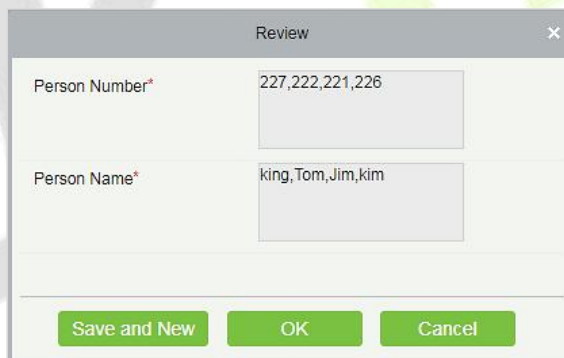 Review
×
Person Number*
227,222,221,226
Person Name*
king,Tom,Jim,kim
Save and New
OK
Cancel